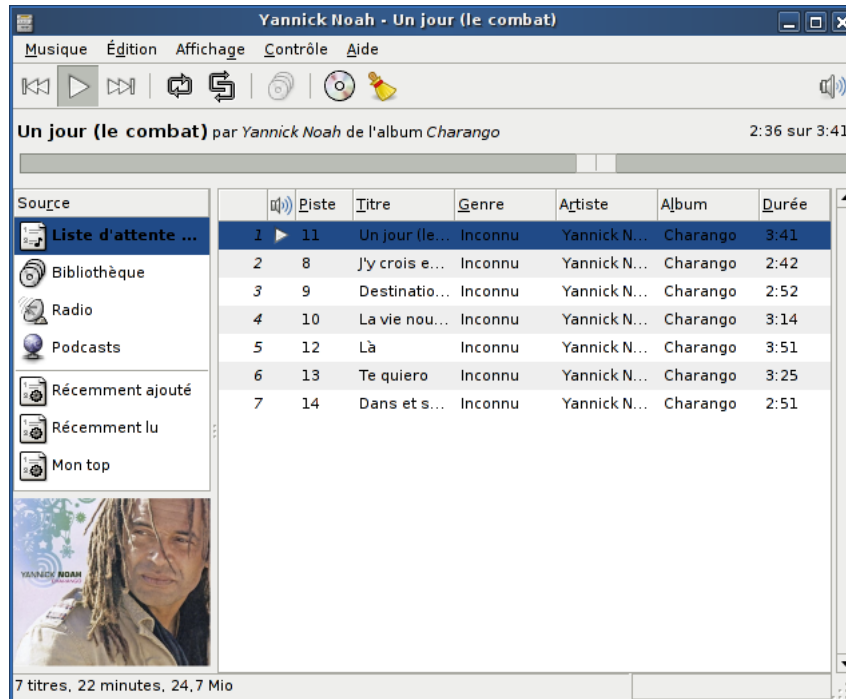 Yannick Noah - Un jour (le combat)
Musique Édition Affichage Contrôle Aide
Un jour (le combat) par Yannick Noah de l'album Charango 2:36 sur 3:41
Source Piste Titre Genre Artiste Album Durée
Liste d'attente ...
Bibliothèque
Radio
Podcasts
Récemment ajouté
Récemment lu
Mon top
1 11 Un jour (le... Inconnu Yannick N... Charango 3:41
2 8 J'y crois e... Inconnu Yannick N... Charango 2:42
3 9 Destinatio... Inconnu Yannick N... Charango 2:52
4 10 La vie nou... Inconnu Yannick N... Charango 3:14
5 12 Là Inconnu Yannick N... Charango 3:51
6 13 Te quiero Inconnu Yannick N... Charango 3:25
7 14 Dans et s... Inconnu Yannick N... Charango 2:51
YANNICK NOAH
CHARANGO
7 titres, 22 minutes, 24,7 Mio